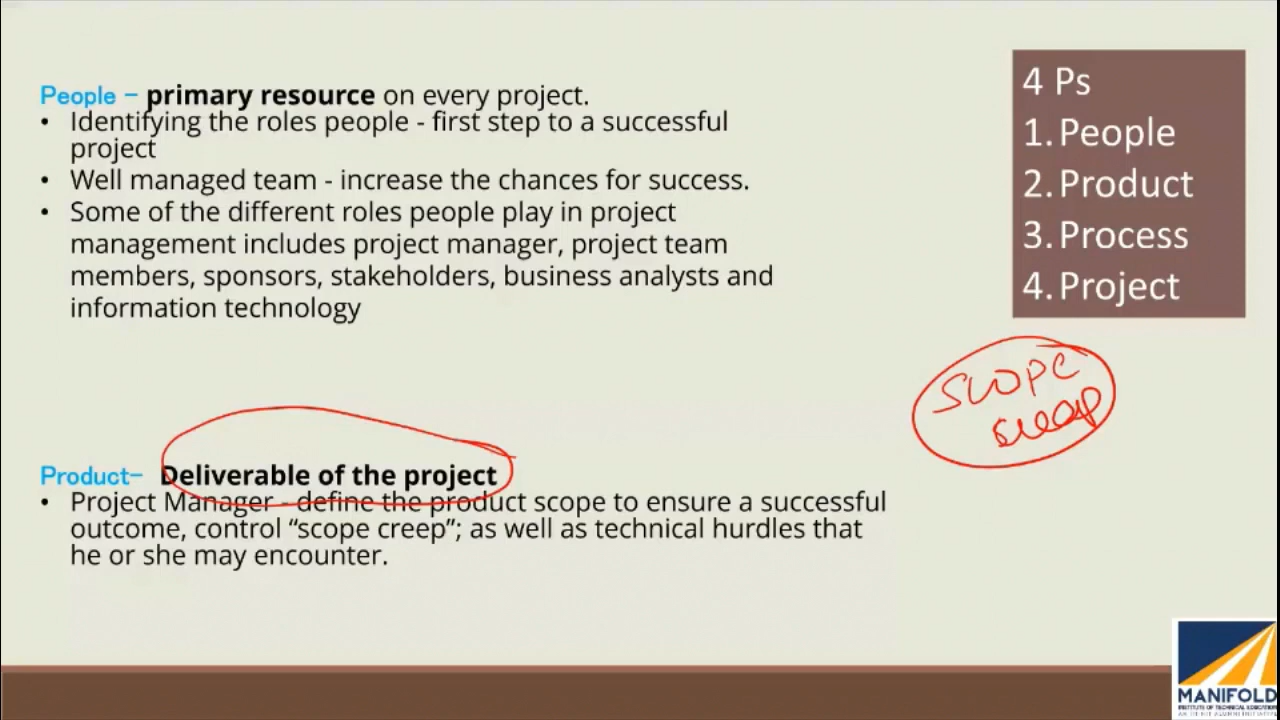 People – primary resource on every project.
• Identifying the roles people - first step to a successful
project
• Well managed team - increase the chances for success.
• Some of the different roles people play in project
management includes project manager, project team
members, sponsors, stakeholders, business analysts and
information technology
4 Ps
1. People
2. Product
3. Process
4. Project
scope
creep
Product– Deliverable of the project
• Project Manager - define the product scope to ensure a successful
outcome, control “scope creep”; as well as technical hurdles that
he or she may encounter.
MANIFOLD
INSTITUTE OF TECHNICAL EDUCATION